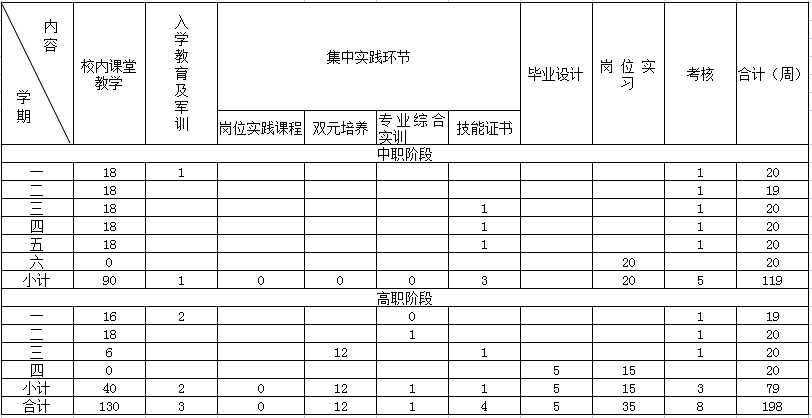 内容
学期
校内课堂教学
入学教育及军训
集中实践环节
毕业设计
岗位实习
考核
合计（周）
岗位实践课程 双元培养 专业综合实训 技能证书
中职阶段
一 18 1 1 20
二 18 1 19
三 18 1 1 20
四 18 1 1 20
五 18 1 1 20
六 0 20 20
小计 90 1 0 0 0 3 20 5 119
高职阶段
一 16 2 0 1 19
二 18 1 1 20
三 6 12 1 1 20
四 0 5 15 20
小计 40 2 0 12 1 1 5 15 3 79
合计 130 3 0 12 1 4 5 35 8 198